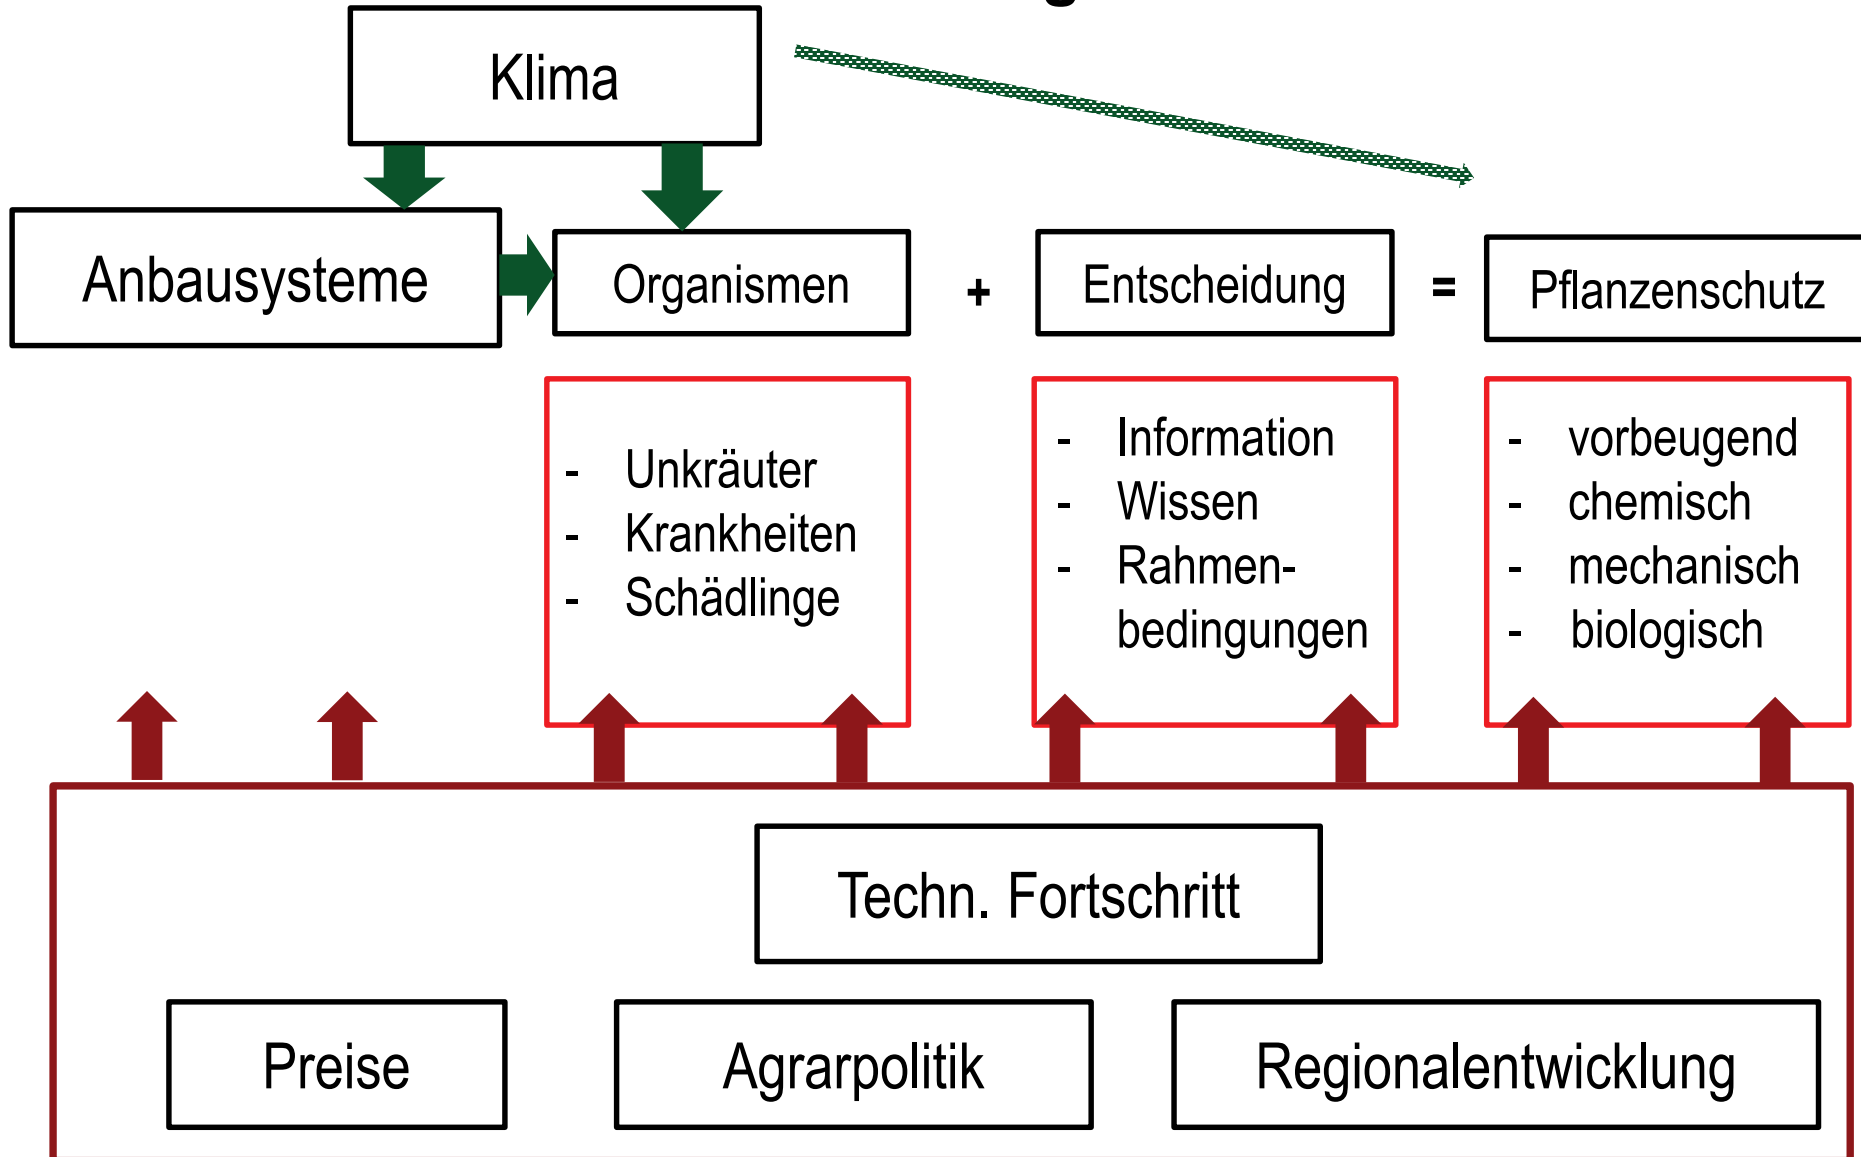 Klima
Anbausysteme
Organismen
+
Entscheidung
=
Pflanzenschutz
- Unkräuter
- Krankheiten
- Schädlinge
- Information
- Wissen
- Rahmen-
bedingungen
- vorbeugend
- chemisch
- mechanisch
- biologisch
Techn. Fortschritt
Preise
Agrarpolitik
Regionalentwicklung